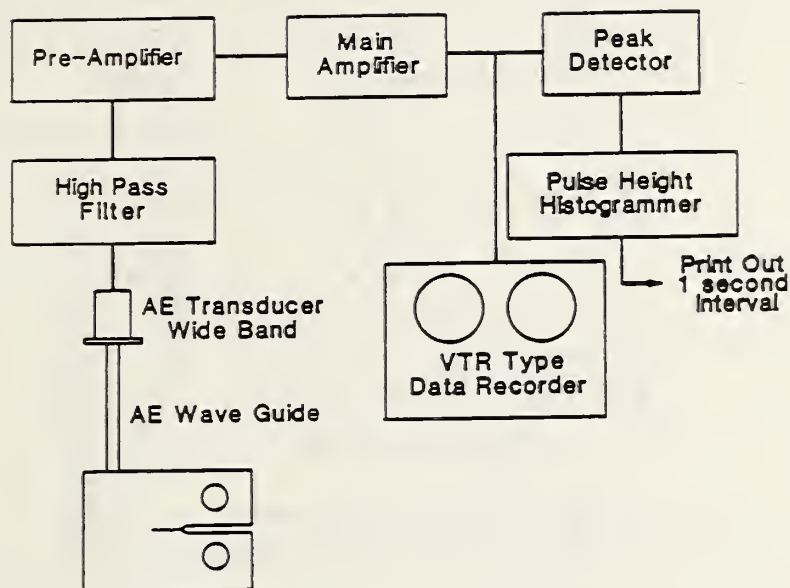 Pre-Amplifier
Main
Amplifier
Peak
Detector
High Pass
Filter
Pulse Height
Histogrammer
Print Out
1 second
Interval
AE Transducer
Wide Band
VTR Type
Data Recorder
AE Wave Guide